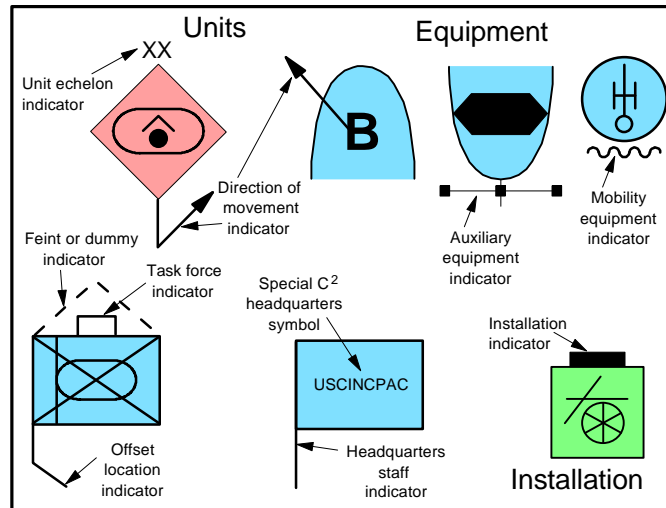 Units
Equipment
XX
Unit echelon
indicator
B
Direction of
movement
indicator
Auxiliary
equipment
indicator
Mobility
equipment
indicator
Feint or dummy
indicator
Task force
indicator
Special C²
headquarters
symbol
Installation
indicator
USCINCPAC
Offset
location
indicator
Headquarters
staff
indicator
Installation